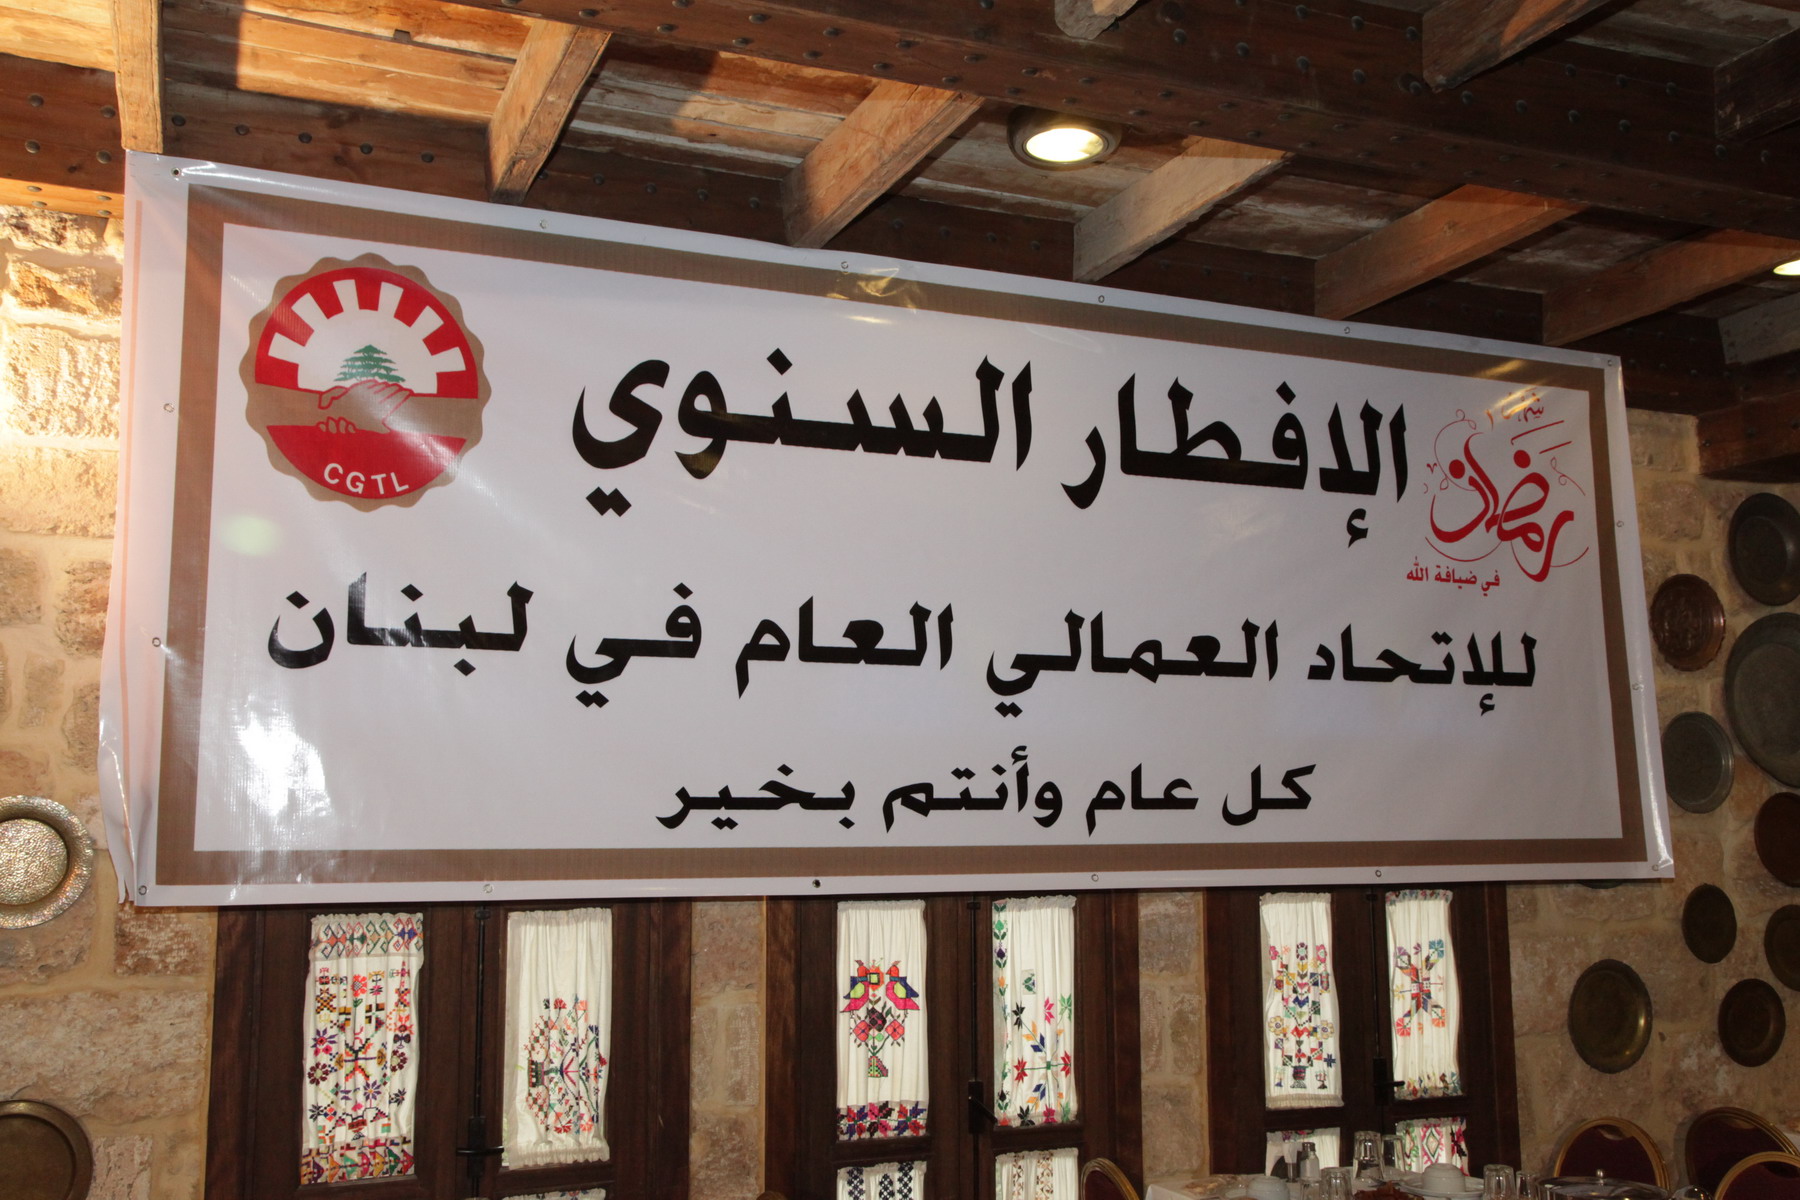 الإفطار السنوي
للإتحاد العمالي العام في لبنان
كل عام وأنتم بخير
رمضان
في ضيافة الله
CGTL